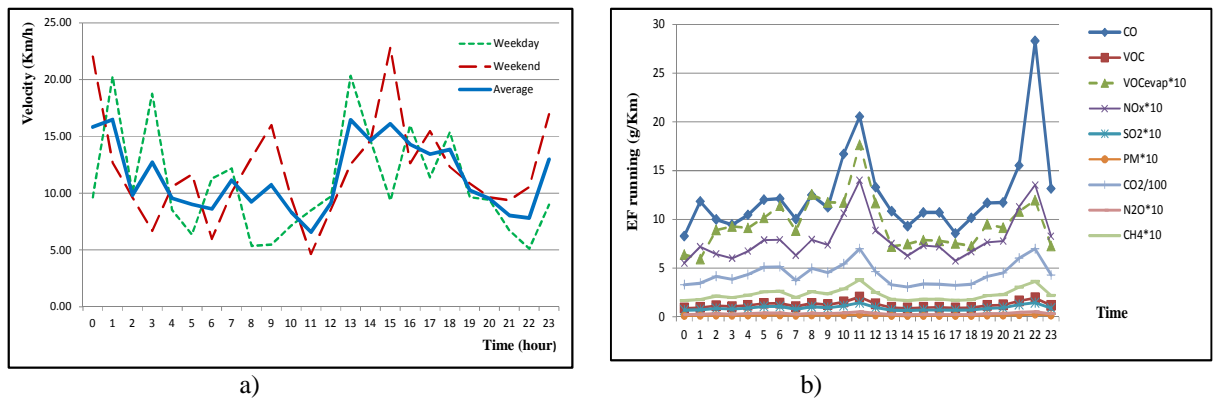 Velocity (Km/h)
25.00
20.00
15.00
10.00
5.00
0.00
Weekday
Weekend
Average
0 1 2 3 4 5 6 7 8 9 10 11 12 13 14 15 16 17 18 19 20 21 22 23
Time (hour)
a)
EF running (g/Km)
30
25
20
15
10
5
0
0 1 2 3 4 5 6 7 8 9 10 11 12 13 14 15 16 17 18 19 20 21 22 23
Time
CO
VOC
VOCevap*10
NOx*10
SO2*10
PM*10
CO2/100
N2O*10
CH4*10
b)